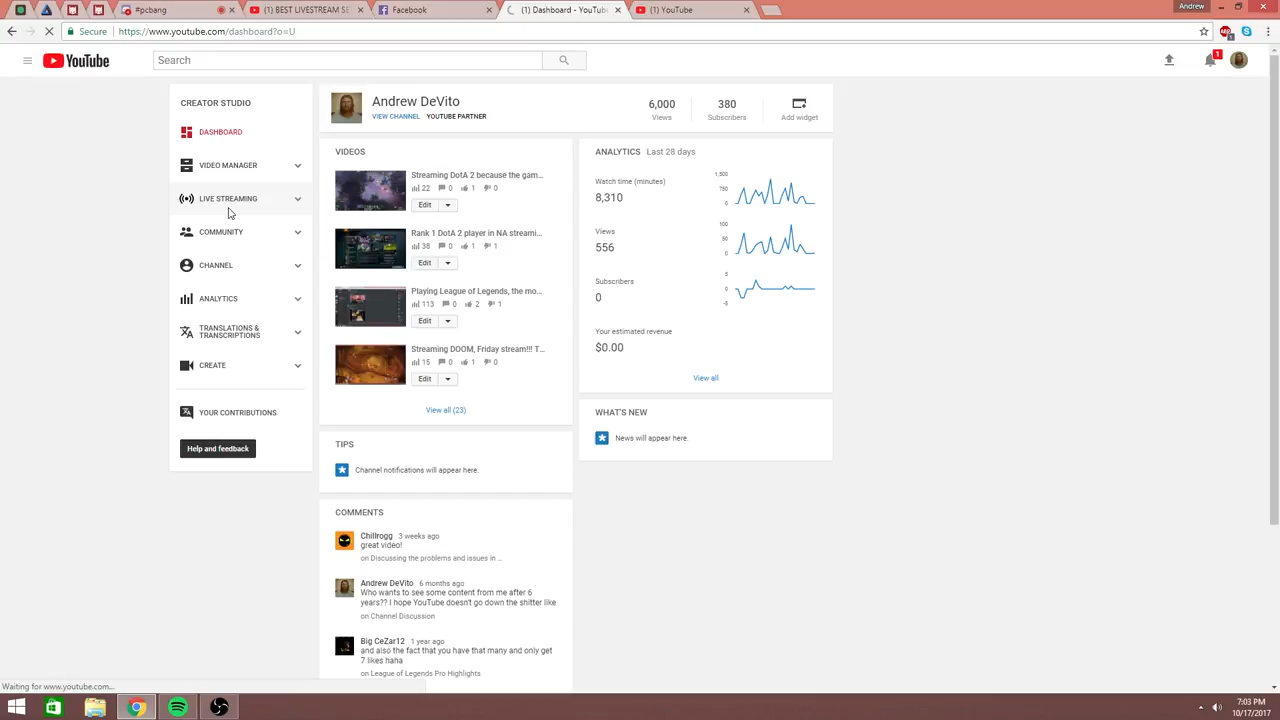 Andrew
#pcbang
BEST LIVESTREAM SE
Facebook
(1) Dashboard - YouTub
(1) YouTube
Secure
https://www.youtube.com/dashboard?o=U
YouTube
Search
1
CREATOR STUDIO
DASHBOARD
VIDEO MANAGER
LIVE STREAMING
COMMUNITY
CHANNEL
ANALYTICS
TRANSLATIONS &
TRANSCRIPTIONS
CREATE
YOUR CONTRIBUTIONS
Help and feedback
Andrew DeVito
VIEW CHANNEL YOUTUBE PARTNER
6,000
Views
380
Subscribers
Add widget
VIDEOS
Streaming DotA 2 because the gam...
22 0 1 0
Edit
Rank 1 DotA 2 player in NA streami...
38 0 1 1
Edit
Playing League of Legends, the mo...
113 0 2 1
Edit
Streaming DOOM, Friday stream!!! T...
15 0 1 0
Edit
View all (23)
TIPS
Channel notifications will appear here.
COMMENTS
Chillrogg 3 weeks ago
great video!
on Discussing the problems and issues in ...
Andrew DeVito 6 months ago
Who wants to see some content from me after 6
years?? I hope YouTube doesn't go down the shitter like
on Channel Discussion
Big CeZar12 1 year ago
and also the fact that you have that many and only get
7 likes haha
on League of Legends Pro Highlights
ANALYTICS Last 28 days
Watch time (minutes)
8,310
1,500
750
0
Views
556
100
50
0
Subscribers
0
5
0
-5
Your estimated revenue
$0.00
View all
WHAT'S NEW
News will appear here.
Waiting for www.youtube.com...
7:03 PM
10/17/2017